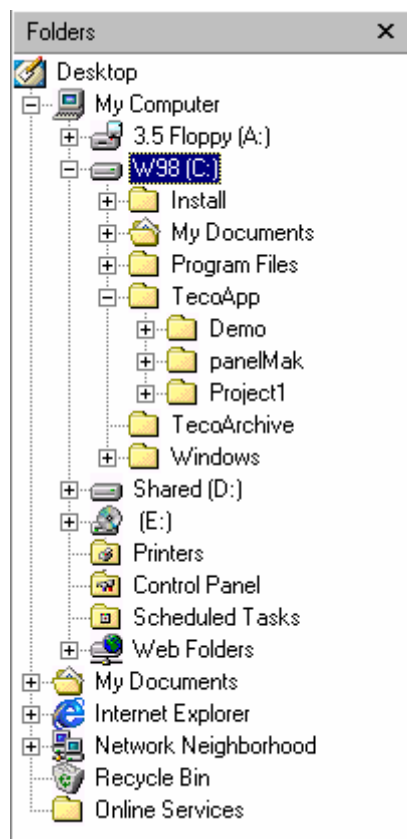 Folders
Desktop
My Computer
3.5 Floppy (A:)
W98 (C:)
Install
My Documents
Program Files
TecoApp
Demo
panelMak
Project1
TecoArchive
Windows
Shared (D:)
(E:)
Printers
Control Panel
Scheduled Tasks
Web Folders
My Documents
Internet Explorer
Network Neighborhood
Recycle Bin
Online Services